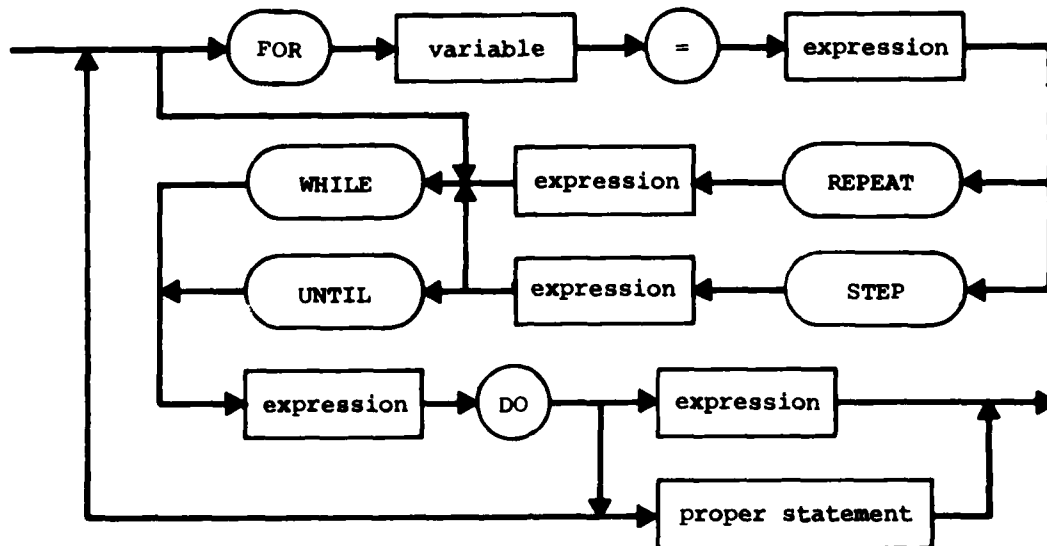 FOR variable = expression
WHILE expression REPEAT
UNTIL expression STEP
expression DO expression
proper statement